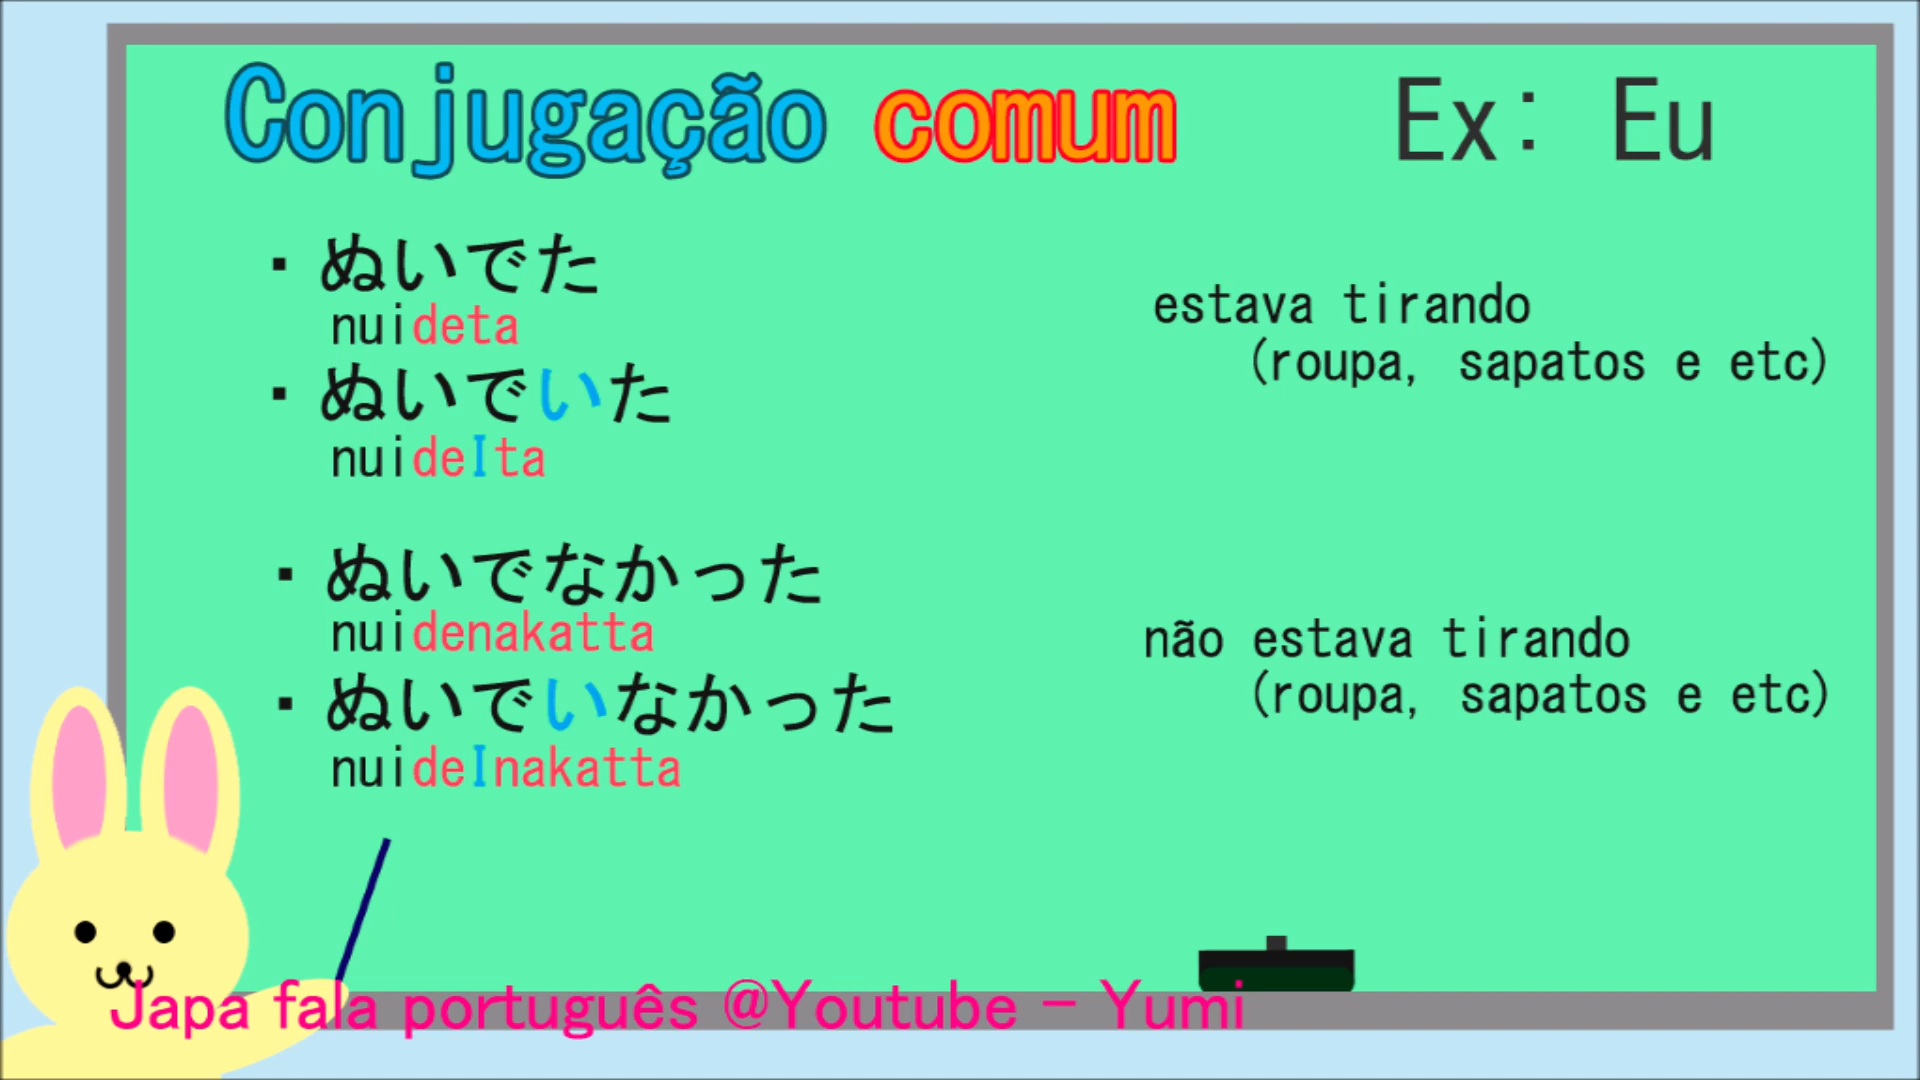 Conjugação comum
Ex: Eu
・ぬいでた
nuideta
estava tirando
(roupa, sapatos e etc)
・ぬいでいた
nuideIta
・ぬいでなかった
nuidenakatta
não estava tirando
(roupa, sapatos e etc)
・ぬいでいなかった
nuideInakatta
Japa fala português @Youtube - Yumi